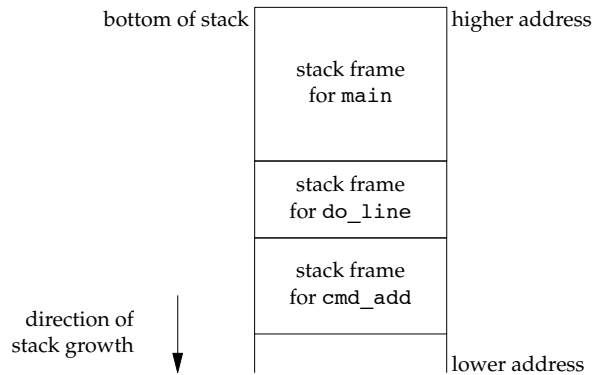 bottom of stack
higher address
stack frame
for main
stack frame
for do_line
stack frame
for cmd_add
direction of
stack growth
lower address